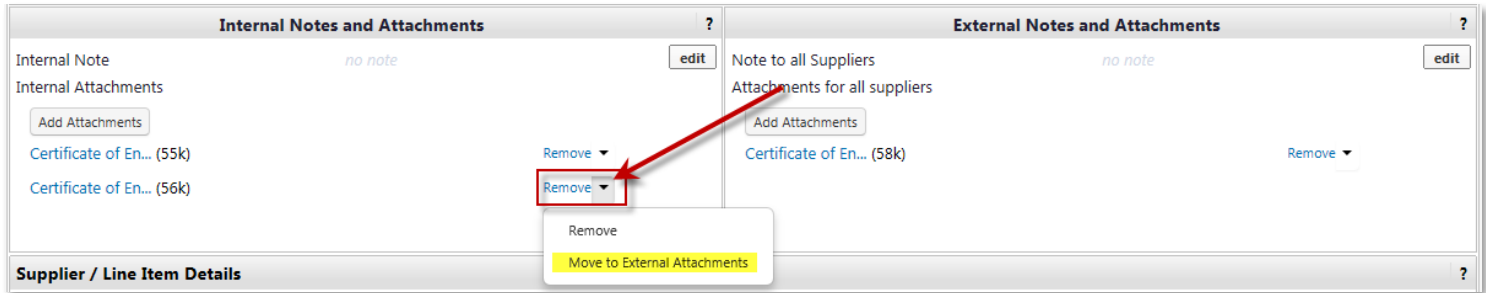 Internal Notes and Attachments ?
Internal Note no note edit
Internal Attachments
Add Attachments
Certificate of En... (55k) Remove
Certificate of En... (56k) Remove
Remove
Move to External Attachments
External Notes and Attachments ?
Note to all Suppliers no note edit
Attachments for all suppliers
Add Attachments
Certificate of En... (58k) Remove
Supplier / Line Item Details ?